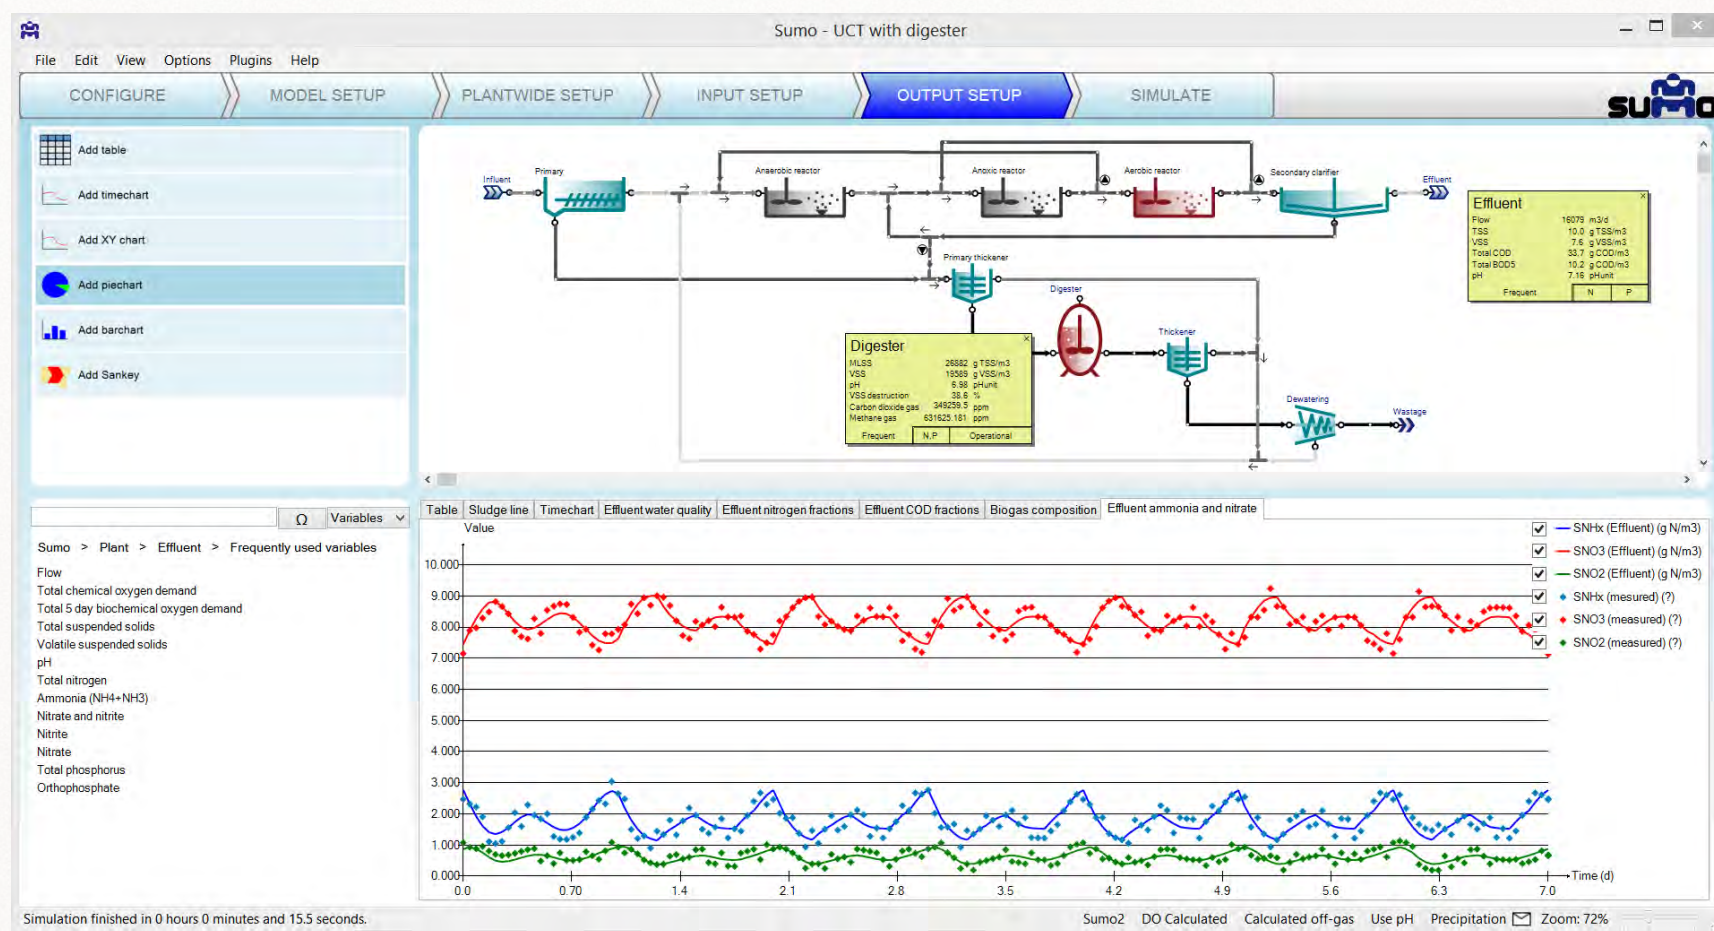 Sumo - UCT with digester
File Edit View Options Plugins Help
CONFIGURE MODEL SETUP PLANTWIDE SETUP INPUT SETUP OUTPUT SETUP SIMULATE
sumo
Add table
Add timechart
Add XY chart
Add piechart
Add barchart
Add Sankey
Influent
Primary
Anaerobic reactor
Anoxic reactor
Aerobic reactor
Secondary clarifier
Effluent
Primary thickener
Digester
Thickener
Dewatering
Wastage
Effluent
Flow 16079 m3/d
TSS 10.0 g TSS/m3
VSS 7.6 g VSS/m3
Total COD 33.7 g COD/m3
Total BOD5 10.2 g COD/m3
pH 7.16 pHunit
Frequent N P
Digester
MLSS 26882 g TSS/m3
VSS 19589 g VSS/m3
pH 6.98 pHunit
VSS destruction 38.6 %
Carbon dioxide gas 349259.5 ppm
Methane gas 631625.181 ppm
Frequent N,P Operational
Ω Variables
Sumo > Plant > Effluent > Frequently used variables
Flow
Total chemical oxygen demand
Total 5 day biochemical oxygen demand
Total suspended solids
Volatile suspended solids
pH
Total nitrogen
Ammonia (NH4+NH3)
Nitrate and nitrite
Nitrite
Nitrate
Total phosphorus
Orthophosphate
Table Sludge line Timechart Effluent water quality Effluent nitrogen fractions Effluent COD fractions Biogas composition Effluent ammonia and nitrate
Value
10.000
9.000
8.000
7.000
6.000
5.000
4.000
3.000
2.000
1.000
0.000
0.0 0.70 1.4 2.1 2.8 3.5 4.2 4.9 5.6 6.3 7.0
Time (d)
SNHx (Effluent) (g N/m3)
SNO3 (Effluent) (g N/m3)
SNO2 (Effluent) (g N/m3)
SNHx (mesured) (?)
SNO3 (measured) (?)
SNO2 (measured) (?)
Simulation finished in 0 hours 0 minutes and 15.5 seconds.
Sumo2 DO Calculated Calculated off-gas Use pH Precipitation Zoom: 72%